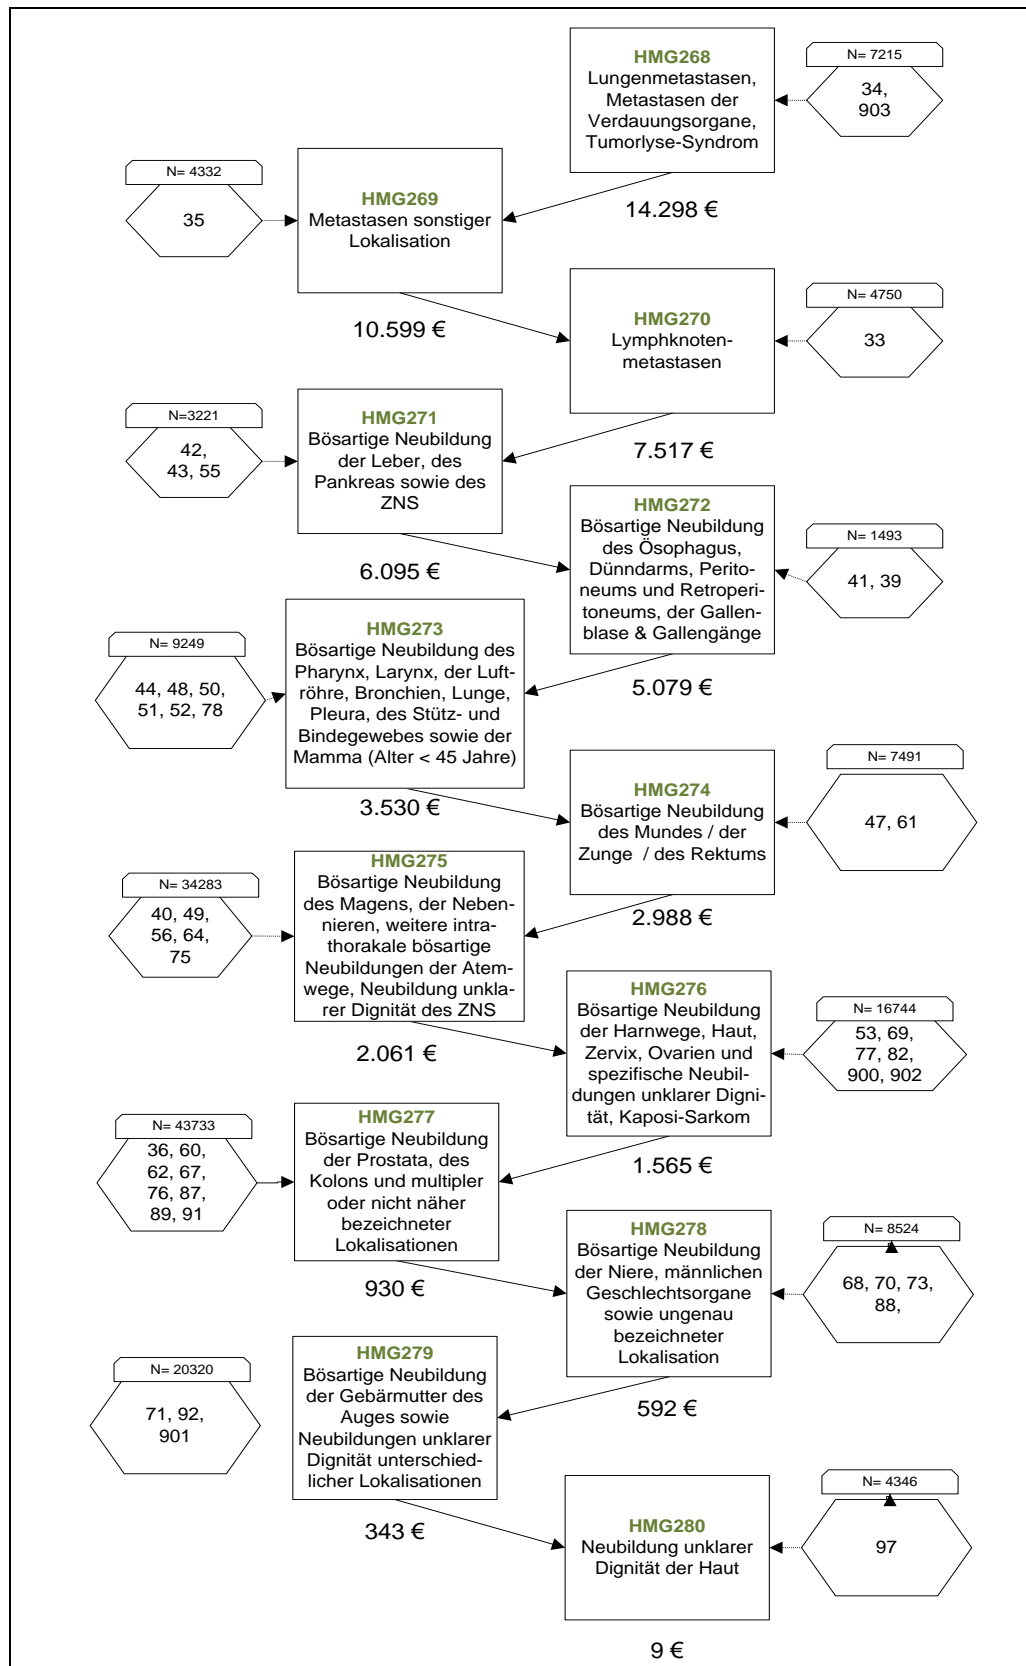 HMG268
Lungenmetastasen,
Metastasen der
Verdauungsorgane,
Tumorlyse-Syndrom
N= 7215
34,
903
14.298 €
N= 4332
35
HMG269
Metastasen sonstiger
Lokalisation
10.599 €
HMG270
Lymphknoten-
metastasen
N= 4750
33
7.517 €
N=3221
42,
43, 55
HMG271
Bösartige Neubildung
der Leber, des
Pankreas sowie des
ZNS
6.095 €
HMG272
Bösartige Neubildung
des Ösophagus,
Dünndarms, Perito-
neums und Retroperi-
toneums, der Gallen-
blase & Gallengänge
N= 1493
41, 39
5.079 €
N= 9249
44, 48, 50,
51, 52, 78
HMG273
Bösartige Neubildung des
Pharynx, Larynx, der Luft-
röhre, Bronchien, Lunge,
Pleura, des Stütz- und
Bindegewebes sowie der
Mamma (Alter < 45 Jahre)
3.530 €
HMG274
Bösartige Neubildung
des Mundes / der
Zunge / des Rektums
N= 7491
47, 61
2.988 €
N= 34283
40, 49,
56, 64,
75
HMG275
Bösartige Neubildung
des Magens, der Neben-
nieren, weitere intra-
thorakale bösartige
Neubildungen der Atem-
wege, Neubildung unkla-
rer Dignität des ZNS
2.061 €
HMG276
Bösartige Neubildung
der Harnwege, Haut,
Zervix, Ovarien und
spezifische Neubil-
dungen unklarer Digni-
tät, Kaposi-Sarkom
N= 16744
53, 69,
77, 82,
900, 902
1.565 €
N= 43733
36, 60,
62, 67,
76, 87,
89, 91
HMG277
Bösartige Neubildung
der Prostata, des
Kolons und multipler
oder nicht näher
bezeichneter
Lokalisationen
930 €
HMG278
Bösartige Neubildung
der Niere, männlichen
Geschlechtsorgane
sowie ungenau
bezeichneter
Lokalisation
N= 8524
68, 70, 73,
88,
592 €
N= 20320
71, 92,
901
HMG279
Bösartige Neubildung
der Gebärmutter des
Auges sowie
Neubildungen unklarer
Dignität unterschied-
licher Lokalisationen
343 €
HMG280
Neubildung unklarer
Dignität der Haut
N= 4346
97
9 €